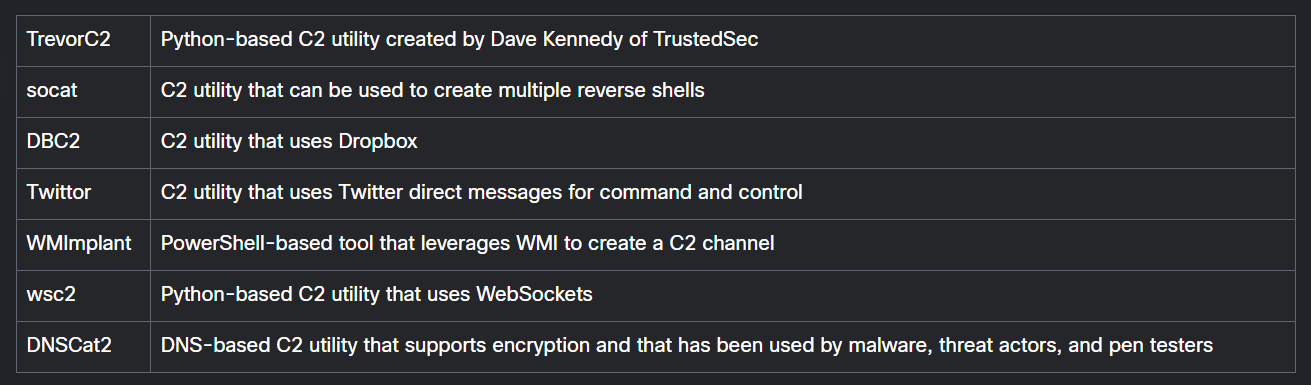 TrevorC2 Python-based C2 utility created by Dave Kennedy of TrustedSec
socat C2 utility that can be used to create multiple reverse shells
DBC2 C2 utility that uses Dropbox
Twittor C2 utility that uses Twitter direct messages for command and control
WMImplant PowerShell-based tool that leverages WMI to create a C2 channel
wsc2 Python-based C2 utility that uses WebSockets
DNSCat2 DNS-based C2 utility that supports encryption and that has been used by malware, threat actors, and pen testers